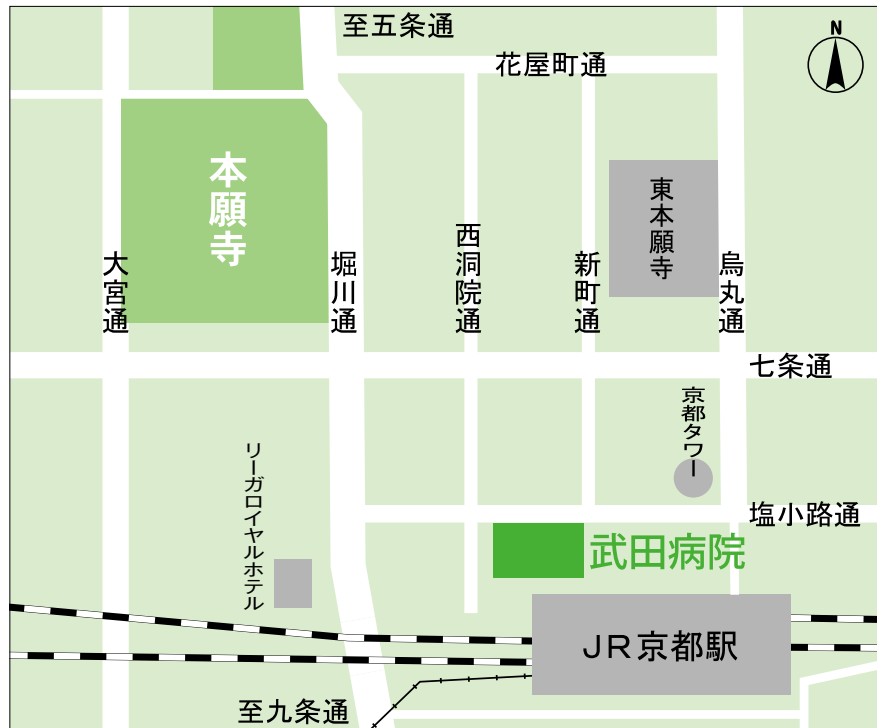 至五条通
N
花屋町通
本願寺
東本願寺
西洞院通
大宮通
堀川通
新町通
烏丸通
七条通
京都タワー
リーガロイヤルホテル
塩小路通
武田病院
JR京都駅
至九条通